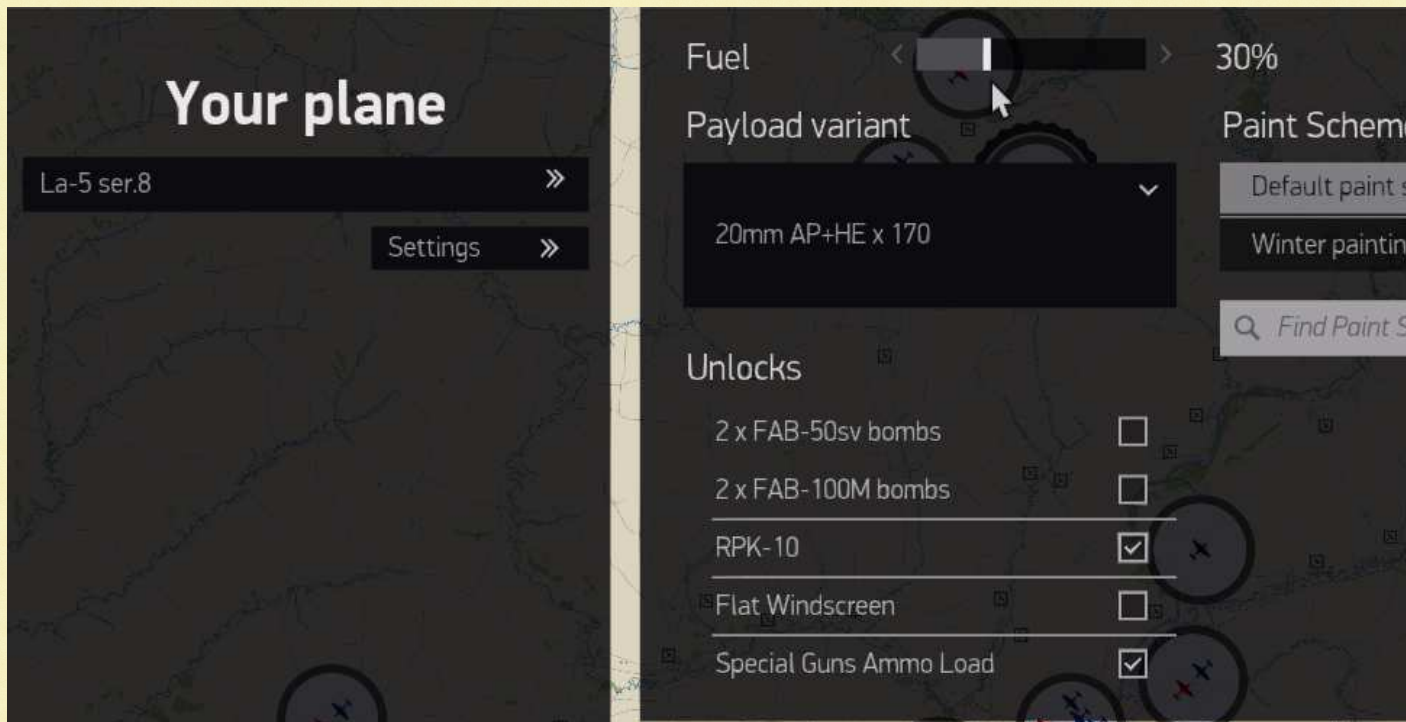 Your plane
La-5 ser.8
Settings
Fuel
30%
Payload variant
20mm AP+HE x 170
Unlocks
2 x FAB-50sv bombs
2 x FAB-100M bombs
RPK-10
Flat Windscreen
Special Guns Ammo Load
Paint
Default paint
Winter
Find Paint